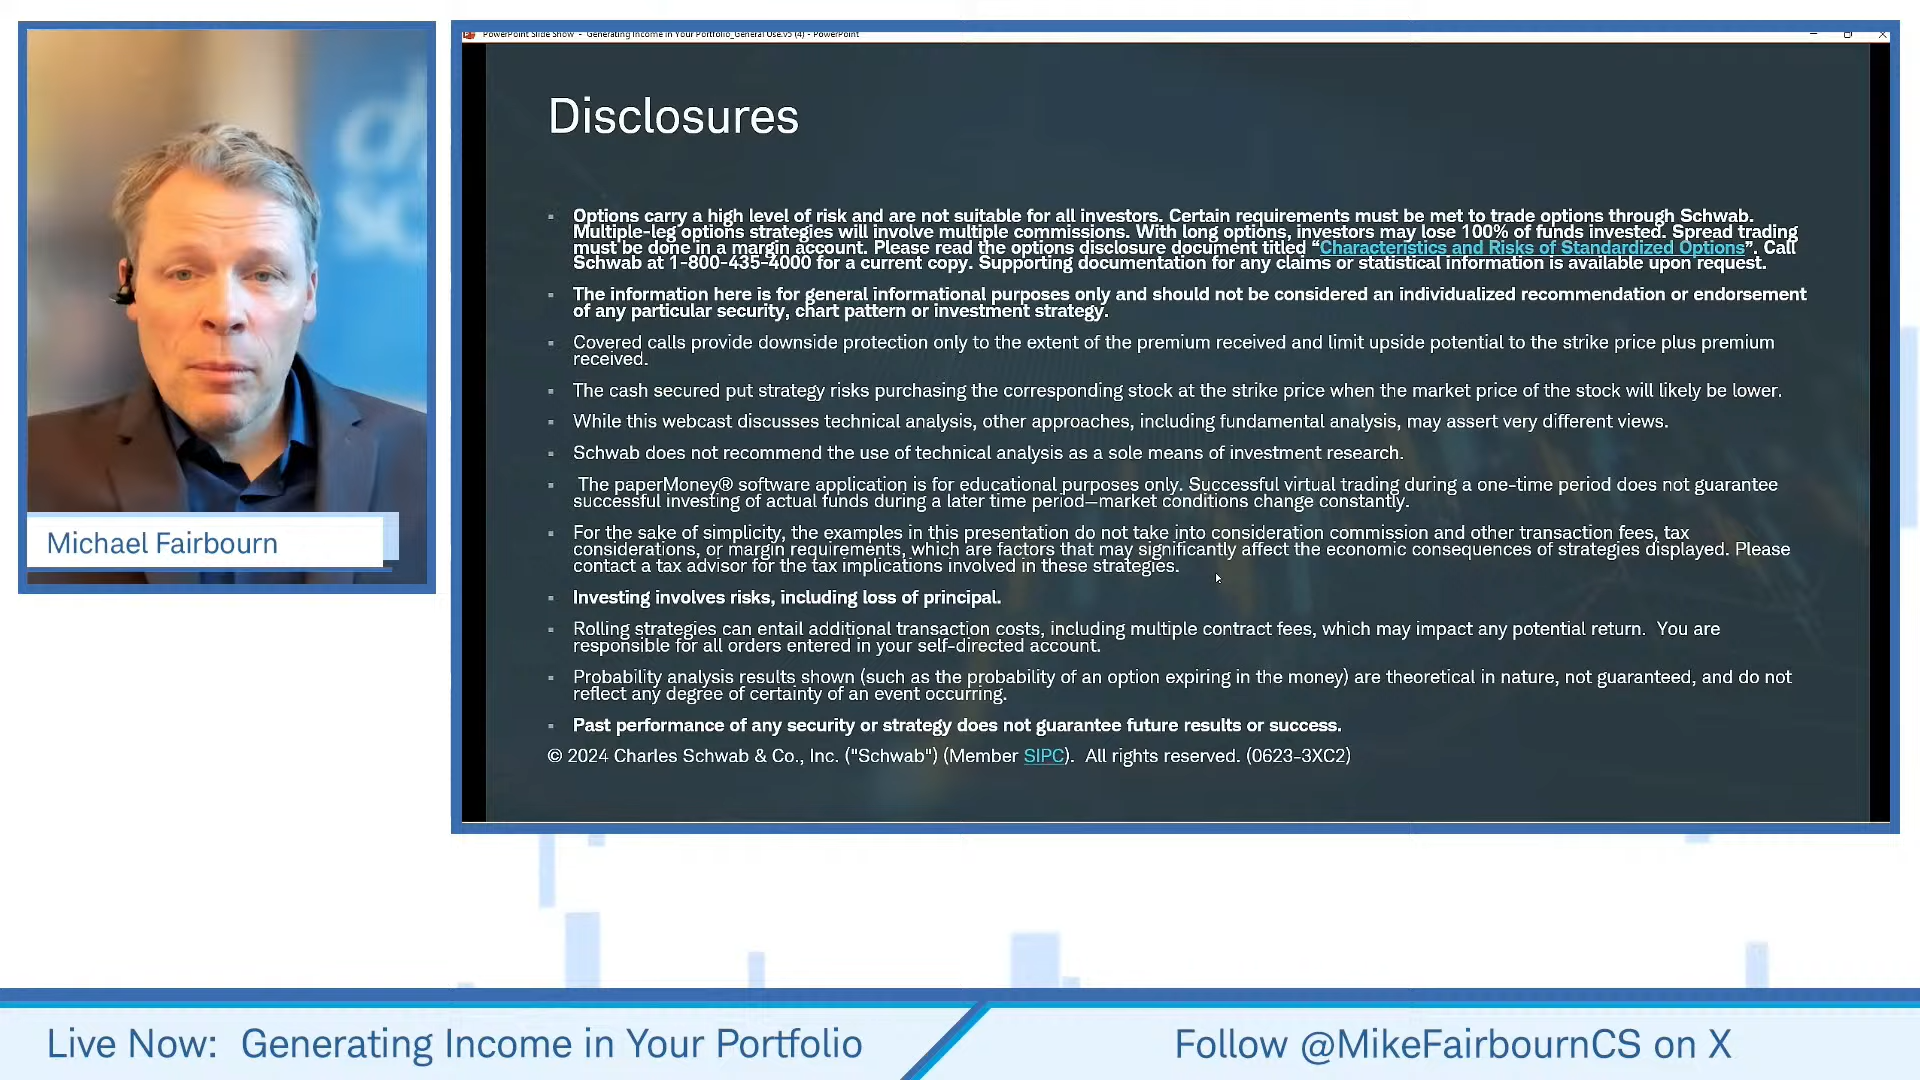 PowerPoint Slide Show - Generating Income in Your Portfolio_General Use.v5 (4) - PowerPoint
Disclosures
Options carry a high level of risk and are not suitable for all investors. Certain requirements must be met to trade options through Schwab.
Multiple-leg options strategies will involve multiple commissions. With long options, investors may lose 100% of funds invested. Spread trading
must be done in a margin account. Please read the options disclosure document titled “Characteristics and Risks of Standardized Options”. Call
Schwab at 1-800-435-4000 for a current copy. Supporting documentation for any claims or statistical information is available upon request.
The information here is for general informational purposes only and should not be considered an individualized recommendation or endorsement
of any particular security, chart pattern or investment strategy.
Covered calls provide downside protection only to the extent of the premium received and limit upside potential to the strike price plus premium
received.
The cash secured put strategy risks purchasing the corresponding stock at the strike price when the market price of the stock will likely be lower.
While this webcast discusses technical analysis, other approaches, including fundamental analysis, may assert very different views.
Schwab does not recommend the use of technical analysis as a sole means of investment research.
The paperMoney® software application is for educational purposes only. Successful virtual trading during a one-time period does not guarantee
successful investing of actual funds during a later time period—market conditions change constantly.
For the sake of simplicity, the examples in this presentation do not take into consideration commission and other transaction fees, tax
considerations, or margin requirements, which are factors that may significantly affect the economic consequences of strategies displayed. Please
contact a tax advisor for the tax implications involved in these strategies.
Investing involves risks, including loss of principal.
Rolling strategies can entail additional transaction costs, including multiple contract fees, which may impact any potential return. You are
responsible for all orders entered in your self-directed account.
Probability analysis results shown (such as the probability of an option expiring in the money) are theoretical in nature, not guaranteed, and do not
reflect any degree of certainty of an event occurring.
Past performance of any security or strategy does not guarantee future results or success.
© 2024 Charles Schwab & Co., Inc. ("Schwab") (Member SIPC). All rights reserved. (0623-3XC2)
Michael Fairbourn
Live Now: Generating Income in Your Portfolio
Follow @MikeFairbournCS on X